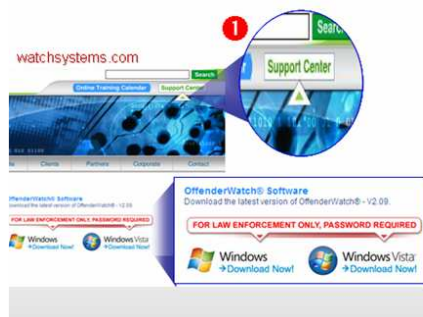 1
Search
watchsystems.com
Search
Support Center
Online Training Calendar
Support Center
Clients
Partners
Corporate
Contact
OffenderWatch® Software
Download the latest version of OffenderWatch® - V2.09.
FOR LAW ENFORCEMENT ONLY, PASSWORD REQUIRED
Windows
Download Now!
Windows Vista
Download Now!
OffenderWatch® Software
Download the latest version of OffenderWatch® - V2.09.
FOR LAW ENFORCEMENT ONLY, PASSWORD REQUIRED
Windows
→Download Now!
Windows Vista
→Download Now!